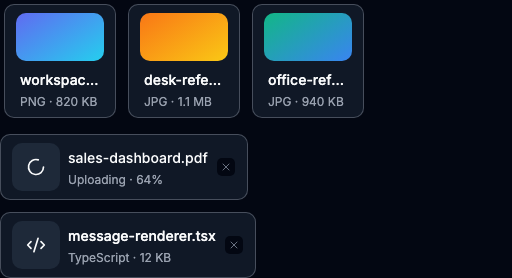 workspac...
PNG · 820 KB
desk-refe...
JPG · 1.1 MB
office-ref...
JPG · 940 KB
sales-dashboard.pdf
Uploading · 64%
message-renderer.tsx
TypeScript · 12 KB